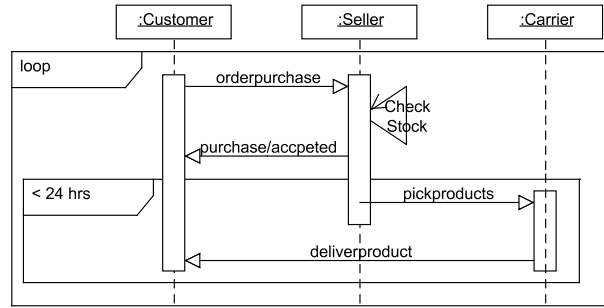 :Customer
:Seller
:Carrier
loop
orderpurchase
Check
Stock
purchase/accpeted
< 24 hrs
pickproducts
deliverproduct